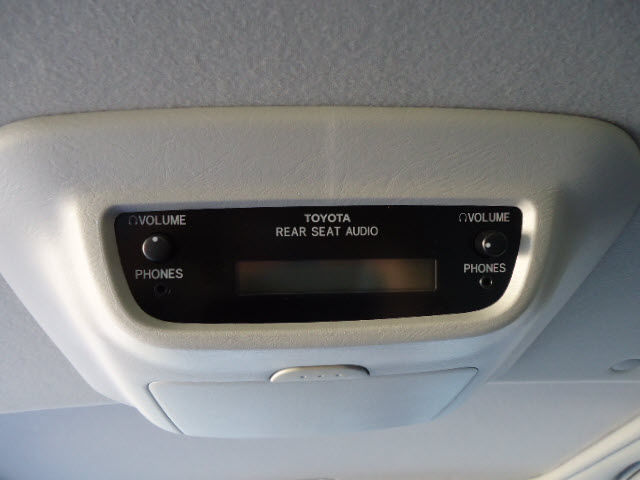 VOLUME
TOYOTA
REAR SEAT AUDIO
VOLUME
PHONES
PHONES